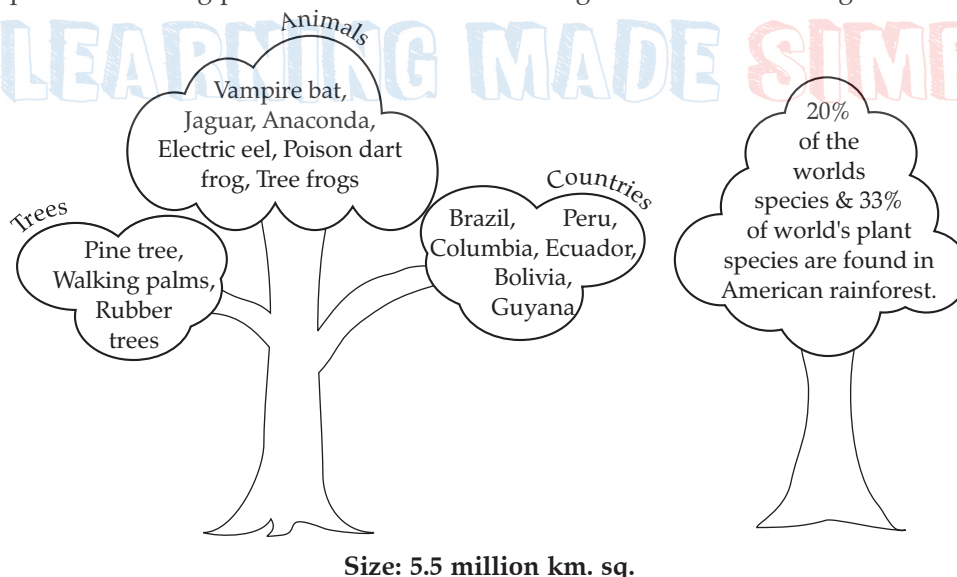 LEARNING MADE
Animals
Vampire bat,
Jaguar, Anaconda,
Electric eel, Poison dart
frog, Tree frogs
Trees
Pine tree,
Walking palms,
Rubber
trees
Countries
Brazil, Peru,
Columbia, Ecuador,
Bolivia,
Guyana
20%
of the
worlds
species & 33%
of world's plant
species are found in
American rainforest.
Size: 5.5 million km. sq.